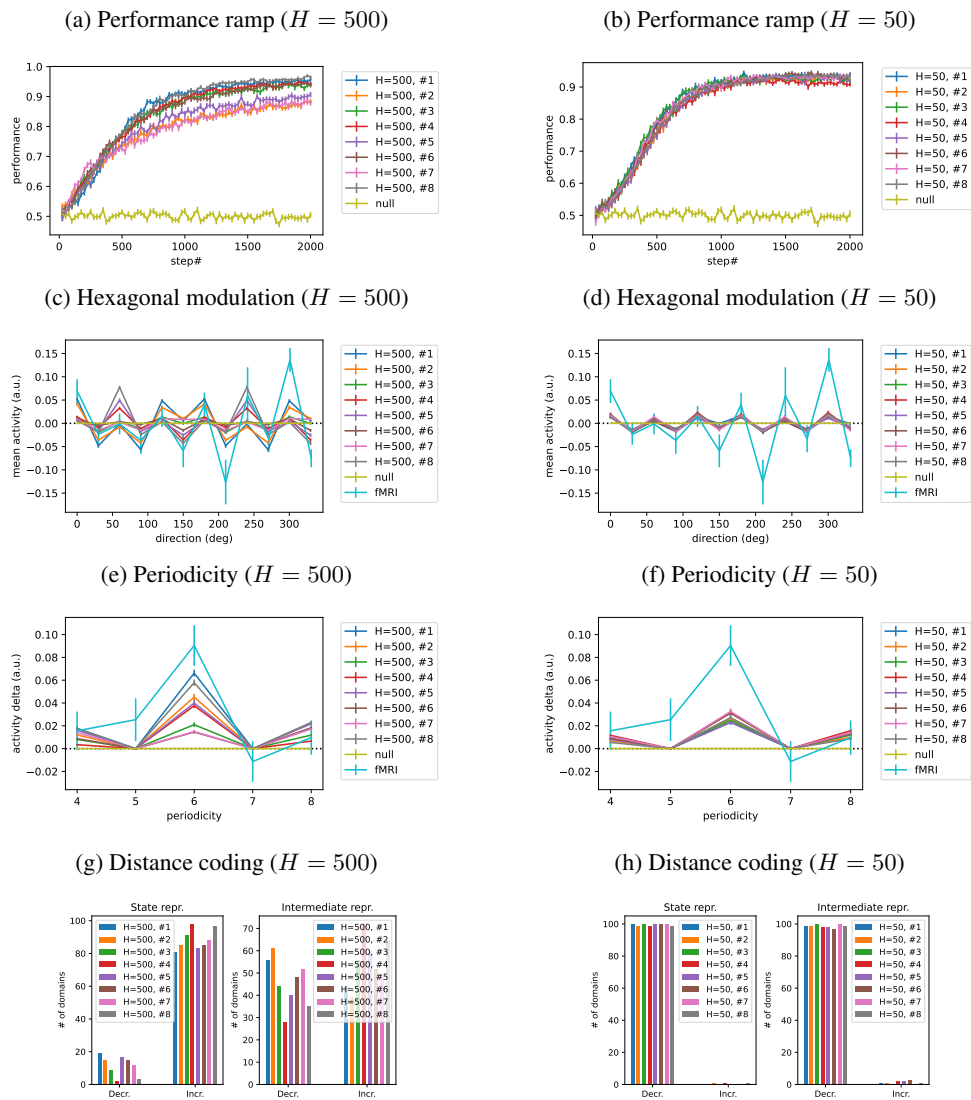 (a) Performance ramp (H = 500)
1.0
0.9
0.8
0.7
0.6
0.5
performance
0
500
1000
1500
2000
step#
H=500, #1
H=500, #2
H=500, #3
H=500, #4
H=500, #5
H=500, #6
H=500, #7
H=500, #8
null
(b) Performance ramp (H = 50)
0.9
0.8
0.7
0.6
0.5
performance
0
500
1000
1500
2000
step#
H=50, #1
H=50, #2
H=50, #3
H=50, #4
H=50, #5
H=50, #6
H=50, #7
H=50, #8
null
(c) Hexagonal modulation (H = 500)
0.15
0.10
0.05
0.00
−0.05
−0.10
−0.15
mean activity (a.u.)
0
50
100
150
200
250
300
direction (deg)
H=500, #1
H=500, #2
H=500, #3
H=500, #4
H=500, #5
H=500, #6
H=500, #7
H=500, #8
null
fMRI
(d) Hexagonal modulation (H = 50)
0.15
0.10
0.05
0.00
−0.05
−0.10
−0.15
mean activity (a.u.)
0
50
100
150
200
250
300
direction (deg)
H=50, #1
H=50, #2
H=50, #3
H=50, #4
H=50, #5
H=50, #6
H=50, #7
H=50, #8
null
fMRI
(e) Periodicity (H = 500)
0.10
0.08
0.06
0.04
0.02
0.00
−0.02
activity delta (a.u.)
4
5
6
7
8
periodicity
H=500, #1
H=500, #2
H=500, #3
H=500, #4
H=500, #5
H=500, #6
H=500, #7
H=500, #8
null
fMRI
(f) Periodicity (H = 50)
0.10
0.08
0.06
0.04
0.02
0.00
−0.02
activity delta (a.u.)
4
5
6
7
8
periodicity
H=50, #1
H=50, #2
H=50, #3
H=50, #4
H=50, #5
H=50, #6
H=50, #7
H=50, #8
null
fMRI
(g) Distance coding (H = 500)
State repr.
100
80
60
40
20
0
# of domains
Decr.
Incr.
H=500, #1
H=500, #2
H=500, #3
H=500, #4
H=500, #5
H=500, #6
H=500, #7
H=500, #8
Intermediate repr.
70
60
50
40
30
20
10
0
# of domains
Decr.
Incr.
H=500, #1
H=500, #2
H=500, #3
H=500, #4
H=500, #5
H=500, #6
H=500, #7
H=500, #8
(h) Distance coding (H = 50)
State repr.
100
80
60
40
20
0
# of domains
Decr.
Incr.
H=50, #1
H=50, #2
H=50, #3
H=50, #4
H=50, #5
H=50, #6
H=50, #7
H=50, #8
Intermediate repr.
100
80
60
40
20
0
# of domains
Decr.
Incr.
H=50, #1
H=50, #2
H=50, #3
H=50, #4
H=50, #5
H=50, #6
H=50, #7
H=50, #8